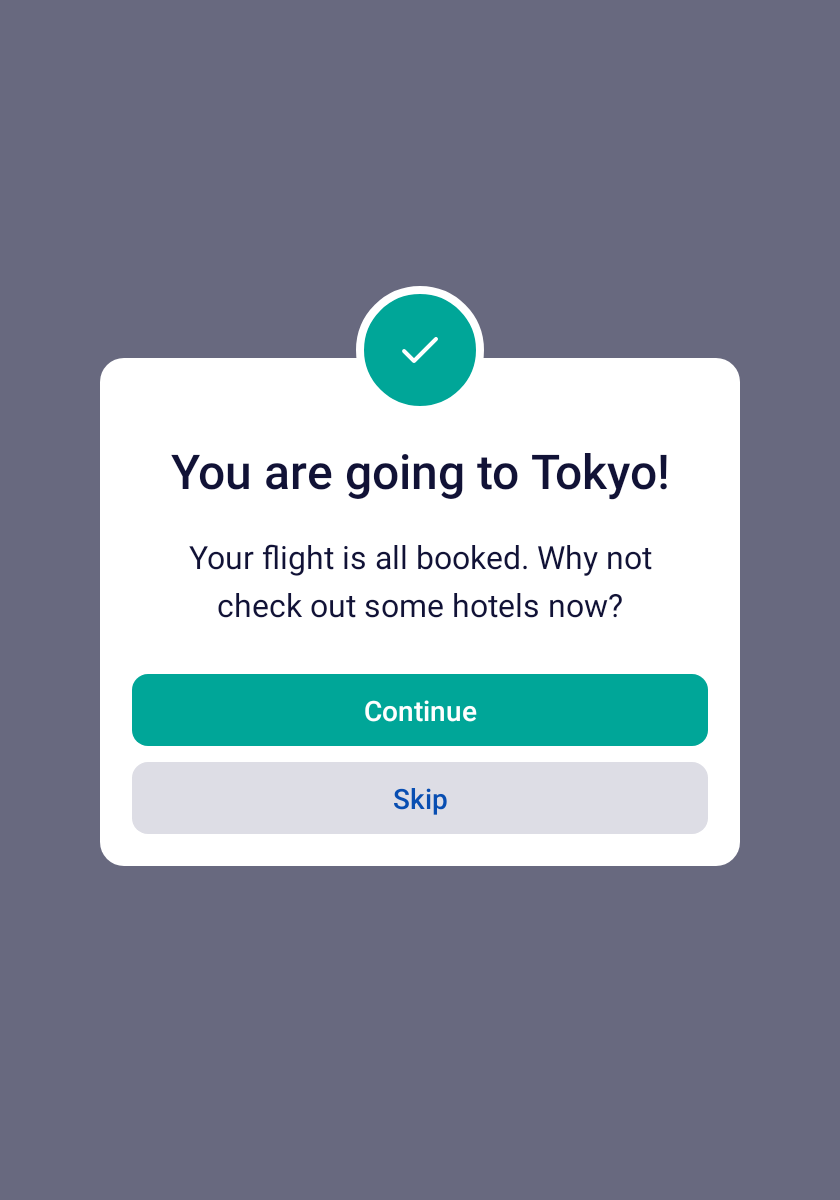 You are going to Tokyo!
Your flight is all booked. Why not
check out some hotels now?
Continue
Skip